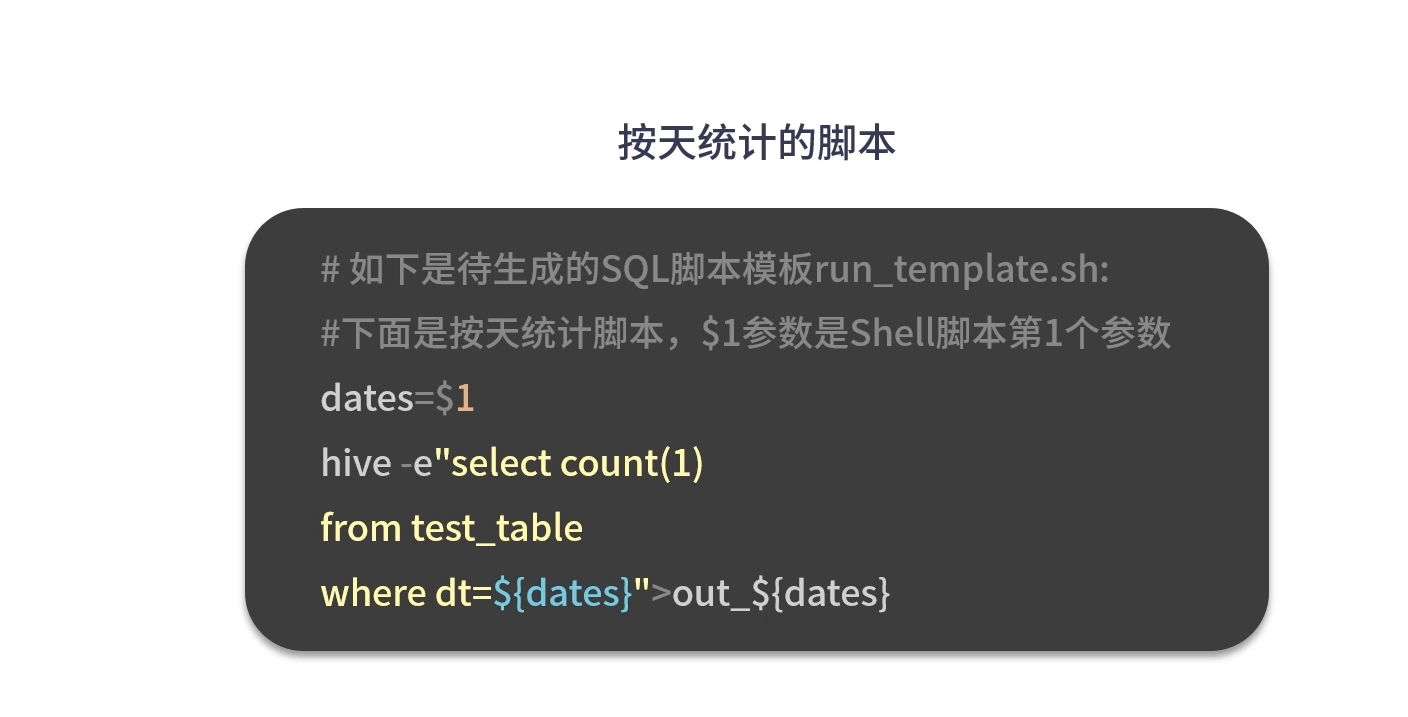 按天统计的脚本
# 如下是待生成的SQL脚本模板run_template.sh:
#下面是按天统计脚本，$1参数是Shell脚本第1个参数
dates=$1
hive -e"select count(1)
from test_table
where dt=${dates}">out_${dates}